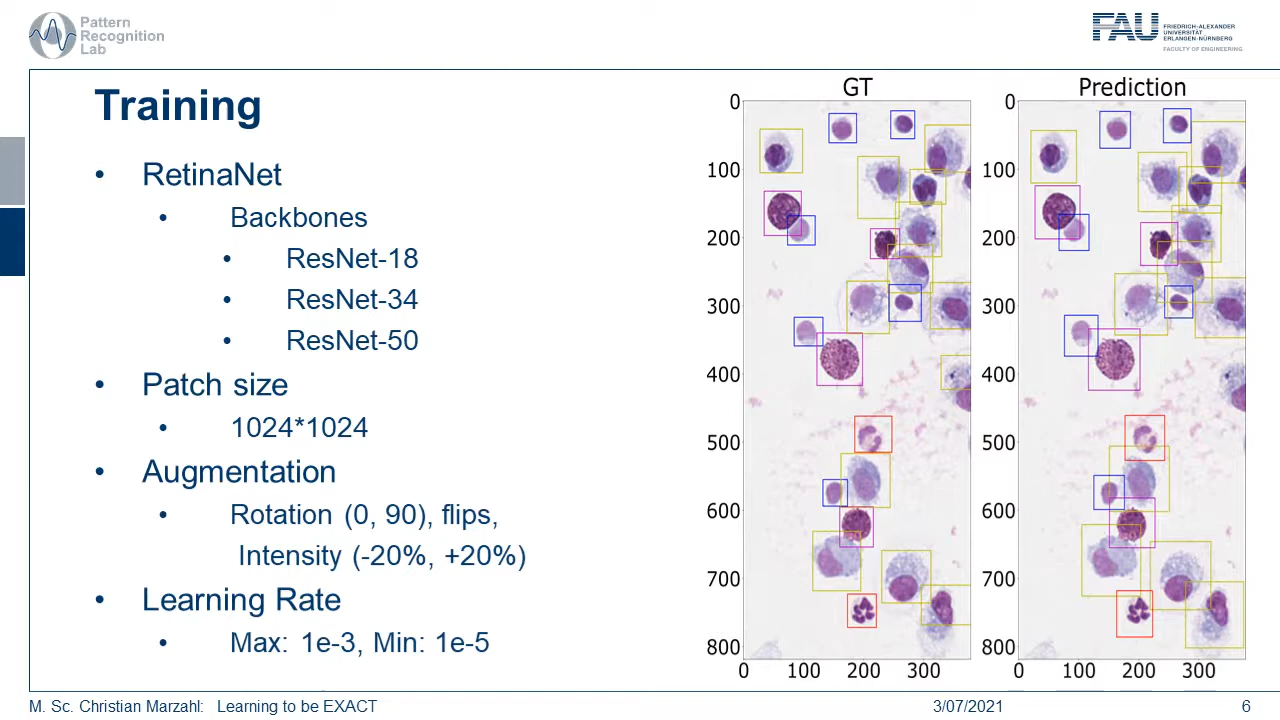 Pattern
Recognition
Lab
FAU
FRIEDRICH-ALEXANDER
UNIVERSITÄT
ERLANGEN-NÜRNBERG
FACULTY OF ENGINEERING
Training
• RetinaNet
• Backbones
• ResNet-18
• ResNet-34
• ResNet-50
• Patch size
• 1024*1024
• Augmentation
• Rotation (0, 90), flips,
Intensity (-20%, +20%)
• Learning Rate
• Max: 1e-3, Min: 1e-5
GT
0
100
200
300
400
500
600
700
800
0 100 200 300
Prediction
0
100
200
300
400
500
600
700
800
0 100 200 300
M. Sc. Christian Marzahl: Learning to be EXACT
3/07/2021
6